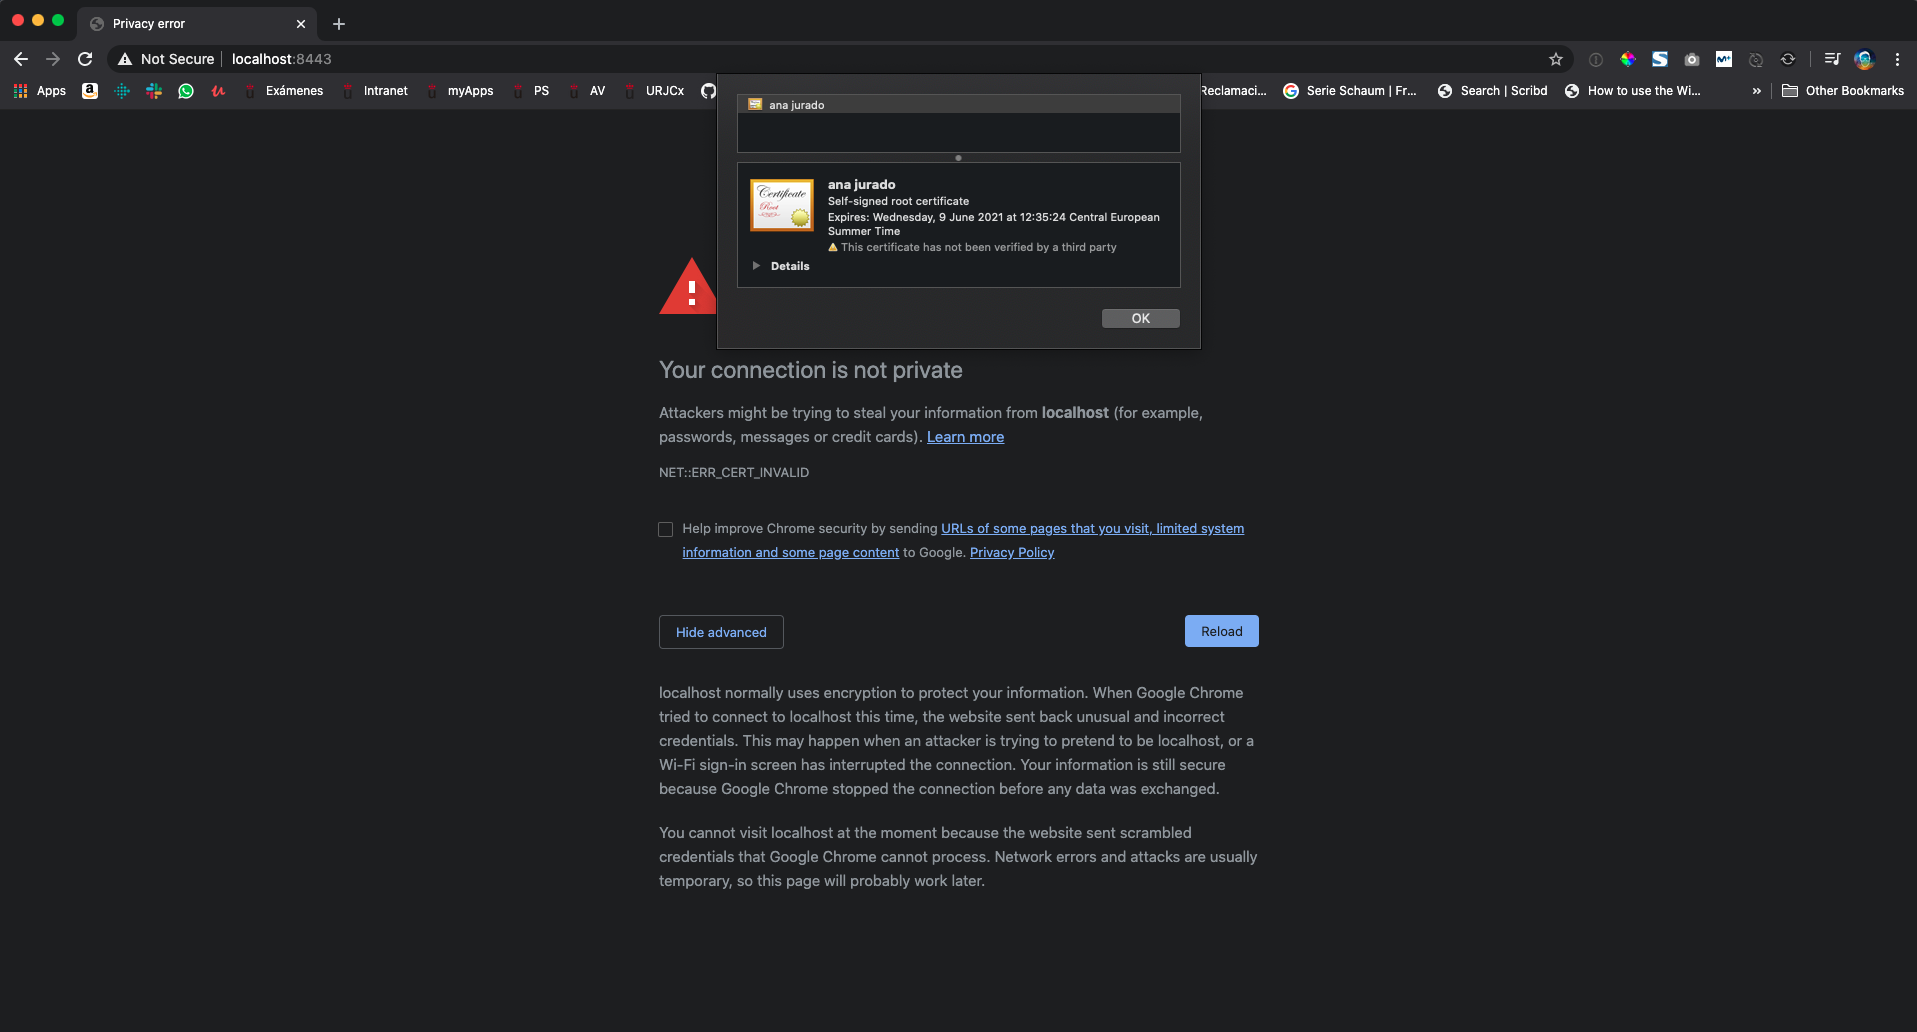 Privacy error
Not Secure
localhost:8443
Apps
Exámenes
Intranet
myApps
PS
AV
URJCx
Reclamaci...
Serie Schaum | Fr...
Search | Scribd
How to use the Wi...
»
Other Bookmarks
ana jurado
Certificate
Root
ana jurado
Self-signed root certificate
Expires: Wednesday, 9 June 2021 at 12:35:24 Central European
Summer Time
This certificate has not been verified by a third party
Details
OK
Your connection is not private
Attackers might be trying to steal your information from localhost (for example,
passwords, messages or credit cards). Learn more
NET::ERR_CERT_INVALID
Help improve Chrome security by sending URLs of some pages that you visit, limited system
information and some page content to Google. Privacy Policy
Hide advanced
Reload
localhost normally uses encryption to protect your information. When Google Chrome
tried to connect to localhost this time, the website sent back unusual and incorrect
credentials. This may happen when an attacker is trying to pretend to be localhost, or a
Wi-Fi sign-in screen has interrupted the connection. Your information is still secure
because Google Chrome stopped the connection before any data was exchanged.
You cannot visit localhost at the moment because the website sent scrambled
credentials that Google Chrome cannot process. Network errors and attacks are usually
temporary, so this page will probably work later.